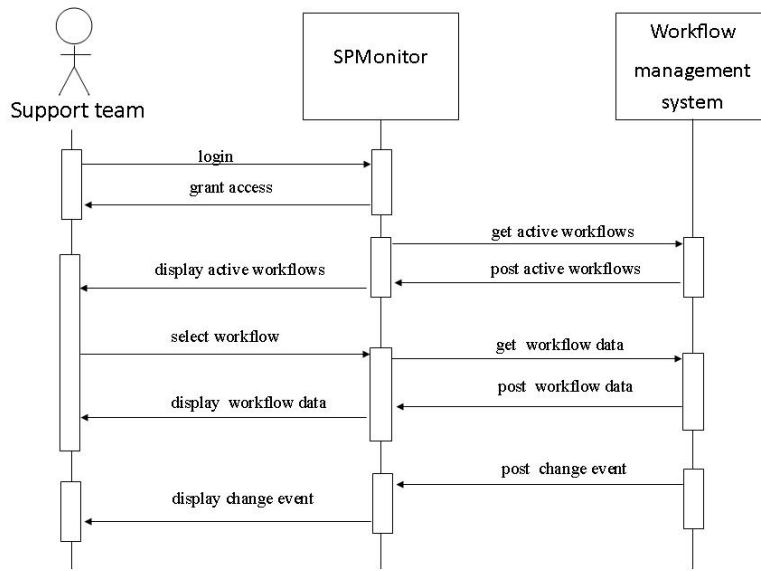 SPMonitor
Workflow
management
system
Support team
login
grant access
get active workflows
display active workflows
post active workflows
select workflow
get workflow data
post workflow data
display workflow data
post change event
display change event